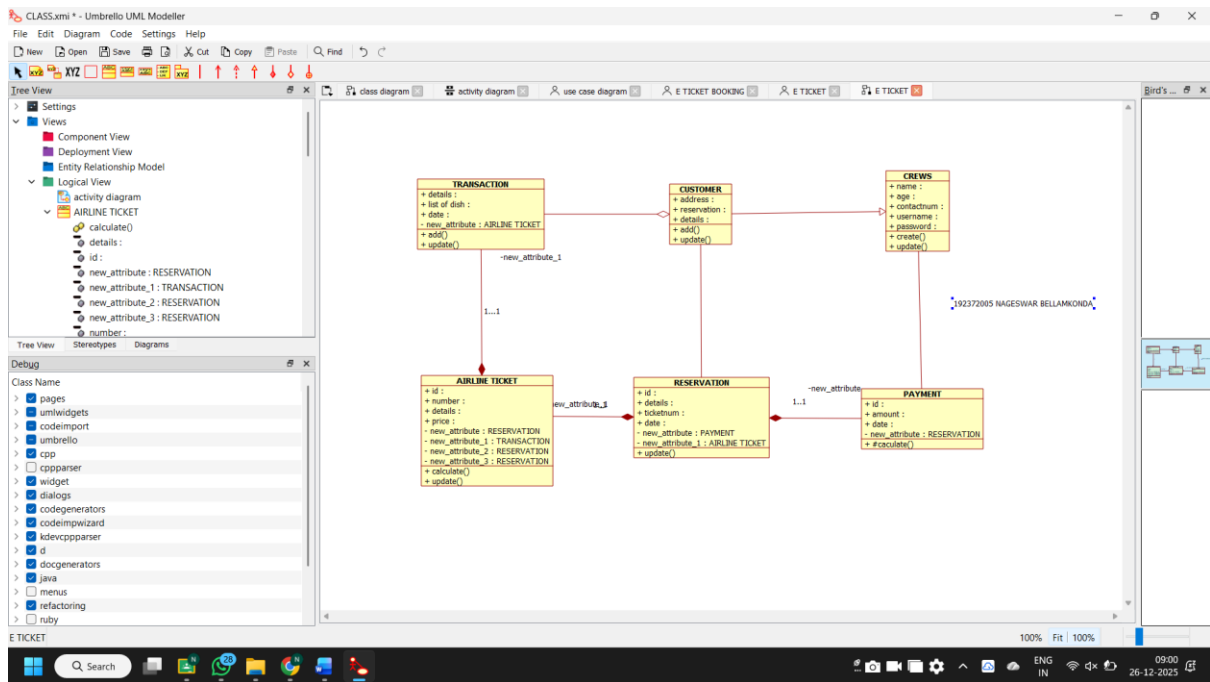 CLASS.xmi * - Umbrello UML Modeller
File Edit Diagram Code Settings Help
New Open Save Cut Copy Paste Find
XYZ XYZ
Tree View
class diagram activity diagram use case diagram E TICKET BOOKING E TICKET E TICKET
Bird's ...
Settings
Views
Component View
Deployment View
Entity Relationship Model
Logical View
activity diagram
AIRLINE TICKET
calculate()
details :
id :
new_attribute : RESERVATION
new_attribute_1 : TRANSACTION
new_attribute_2 : RESERVATION
new_attribute_3 : RESERVATION
number :
Tree View Stereotypes Diagrams
Debug
Class Name
pages
umlwidgets
codeimport
umbrello
cpp
cppparser
widget
dialogs
codegenerators
codeimpwizard
kdevcppparser
d
docgenerators
java
menus
refactoring
ruby
TRANSACTION
+ details :
+ list of dish :
+ date :
- new_attribute : AIRLINE TICKET
+ add()
+ update()
CUSTOMER
+ address :
+ reservation :
+ details :
+ add()
+ update()
CREWS
+ name :
+ age :
+ contactnum :
+ username :
+ password :
+ create()
+ update()
-new_attribute_1
1...1
192372005 NAGESWAR BELLAMKONDA
AIRLINE TICKET
+ id :
+ number :
+ details :
+ price :
- new_attribute : RESERVATION
- new_attribute_1 : TRANSACTION
- new_attribute_2 : RESERVATION
- new_attribute_3 : RESERVATION
+ calculate()
+ update()
RESERVATION
+ id :
+ details :
+ ticketnum :
+ date :
- new_attribute : PAYMENT
- new_attribute_1 : AIRLINE TICKET
+ update()
-new_attribute
1..1
PAYMENT
+ id :
+ amount :
+ date :
- new_attribute : RESERVATION
+ #caculate()
E TICKET
100% Fit 100%
Search
28
ENG
IN
09:00
26-12-2025